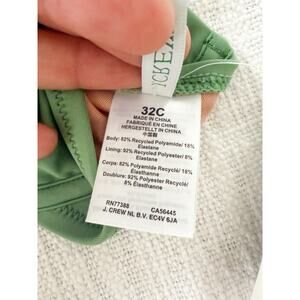 J.CREW
32C
MADE IN CHINA
FABRIQUÉ EN CHINE
HERGESTELLT IN CHINA
中国製
Body: 82% Recycled Polyamide/ 18%
Elastane
Lining: 92% Recycled Polyester/ 8%
Elastane
Corps: 82% Polyamide Recyclé/ 18%
Élasthanne
Doublure: 92% Polyester Recyclé/
8% Élasthanne
RN77388 CA56445
J. CREW NL B.V. EC4V 6JA